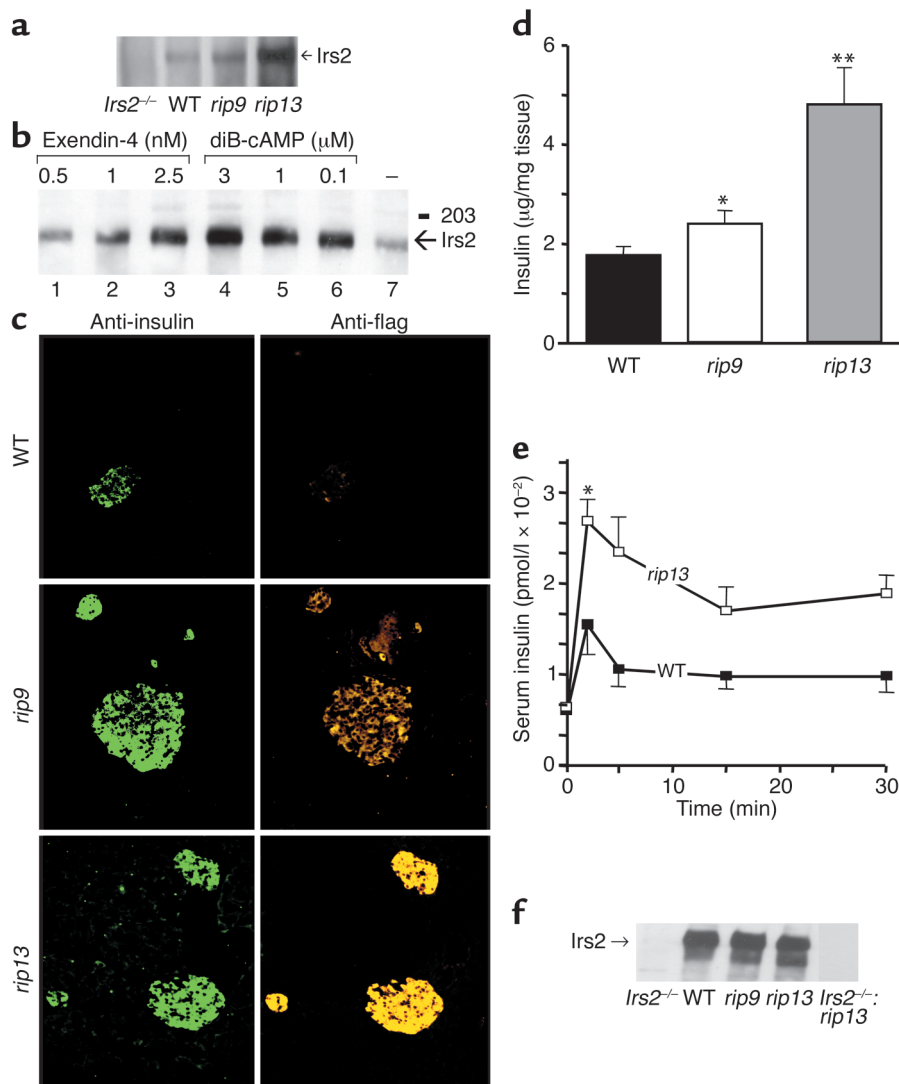 a
← Irs2
Irs2⁻/⁻ WT rip9 rip13
b
Exendin-4 (nM) diB-cAMP (μM)
0.5 1 2.5 3 1 0.1 –
203
← Irs2
1 2 3 4 5 6 7
c
Anti-insulin Anti-flag
WT
rip9
rip13
d
Insulin (μg/mg tissue)
6
4
2
0
*
**
WT rip9 rip13
e
Serum insulin (pmol/l × 10⁻²)
3
2
1
0
*
rip13
WT
0 10 20 30
Time (min)
f
Irs2 →
Irs2⁻/⁻ WT rip9 rip13 Irs2⁻/⁻:
rip13